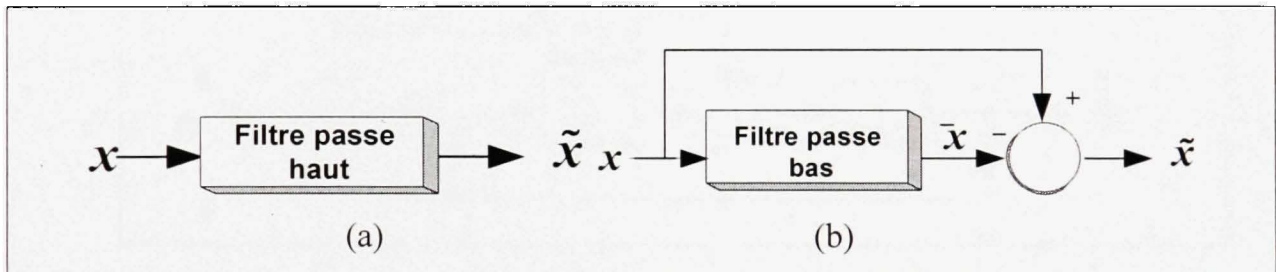 x
Filtre passe
haut
x̃
(a)
x
Filtre passe
bas
x̄
−
+
x̃
(b)